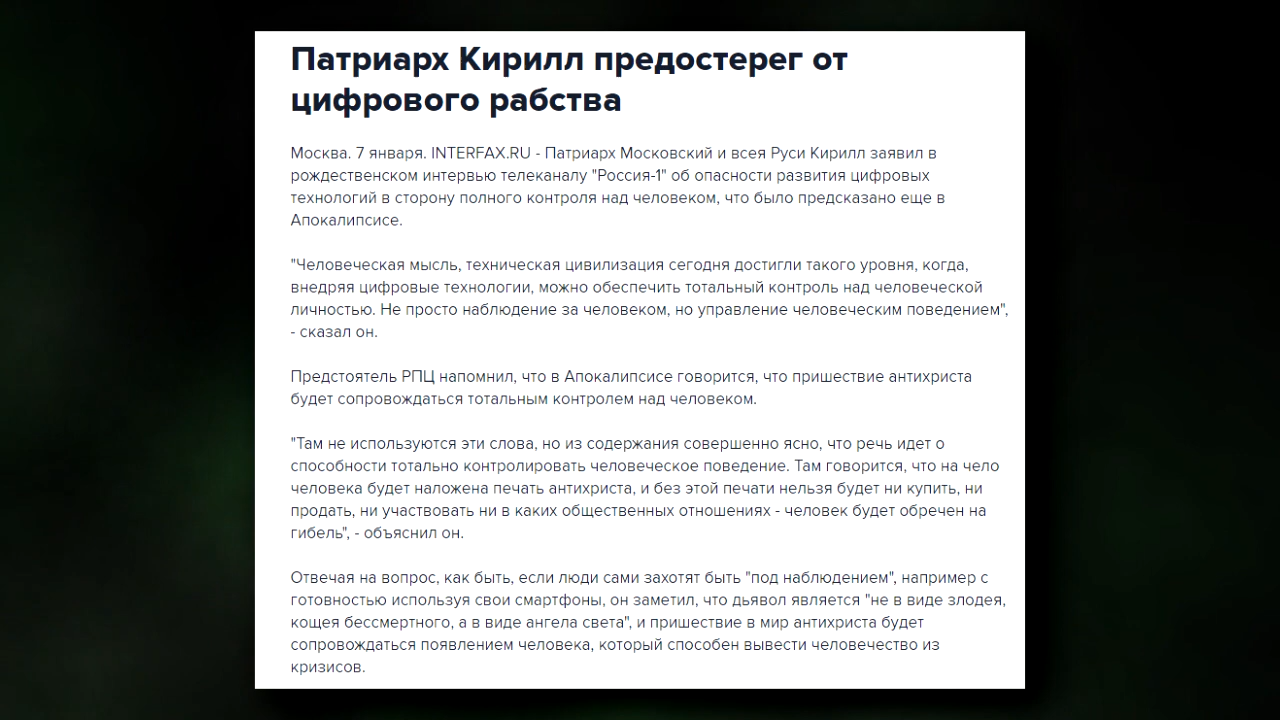 Патриарх Кирилл предостерег от
цифрового рабства
Москва. 7 января. INTERFAX.RU - Патриарх Московский и всея Руси Кирилл заявил в
рождественском интервью телеканалу "Россия-1" об опасности развития цифровых
технологий в сторону полного контроля над человеком, что было предсказано еще в
Апокалипсисе.
"Человеческая мысль, техническая цивилизация сегодня достигли такого уровня, когда,
внедряя цифровые технологии, можно обеспечить тотальный контроль над человеческой
личностью. Не просто наблюдение за человеком, но управление человеческим поведением",
- сказал он.
Предстоятель РПЦ напомнил, что в Апокалипсисе говорится, что пришествие антихриста
будет сопровождаться тотальным контролем над человеком.
"Там не используются эти слова, но из содержания совершенно ясно, что речь идет о
способности тотально контролировать человеческое поведение. Там говорится, что на чело
человека будет наложена печать антихриста, и без этой печати нельзя будет ни купить, ни
продать, ни участвовать ни в каких общественных отношениях - человек будет обречен на
гибель", - объяснил он.
Отвечая на вопрос, как быть, если люди сами захотят быть "под наблюдением", например с
готовностью используя свои смартфоны, он заметил, что дьявол является "не в виде злодея,
кощея бессмертного, а в виде ангела света", и пришествие в мир антихриста будет
сопровождаться появлением человека, который способен вывести человечество из
кризисов.